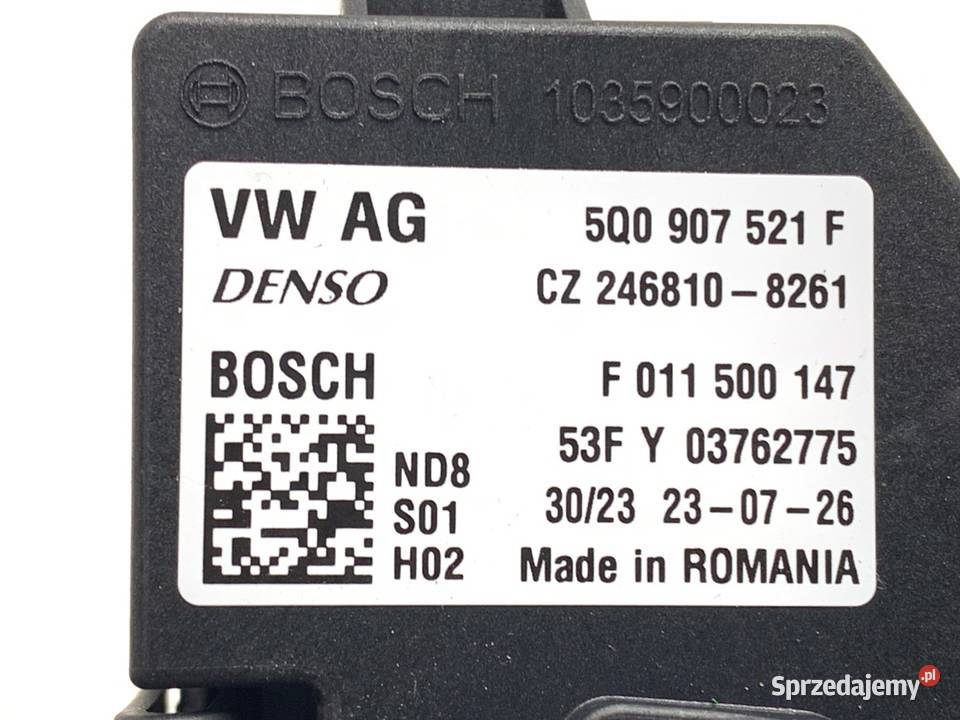 BOSCH 1035900023
VW AG 5Q0 907 521 F
DENSO CZ 246810-8261
BOSCH F 011 500 147
53F Y 03762775
ND8
S01 30/23 23-07-26
H02 Made in ROMANIA
Sprzedajemy.pl